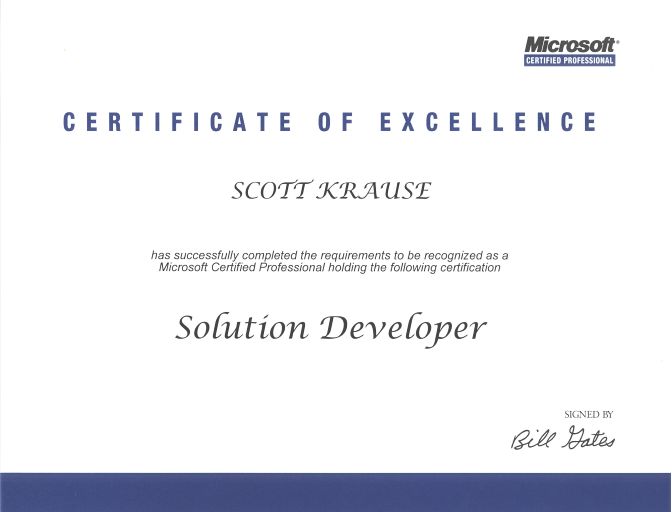 Microsoft®
CERTIFIED PROFESSIONAL
CERTIFICATE OF EXCELLENCE
SCOTT KRAUSE
has successfully completed the requirements to be recognized as a
Microsoft Certified Professional holding the following certification
Solution Developer
SIGNED BY
Bill Gates